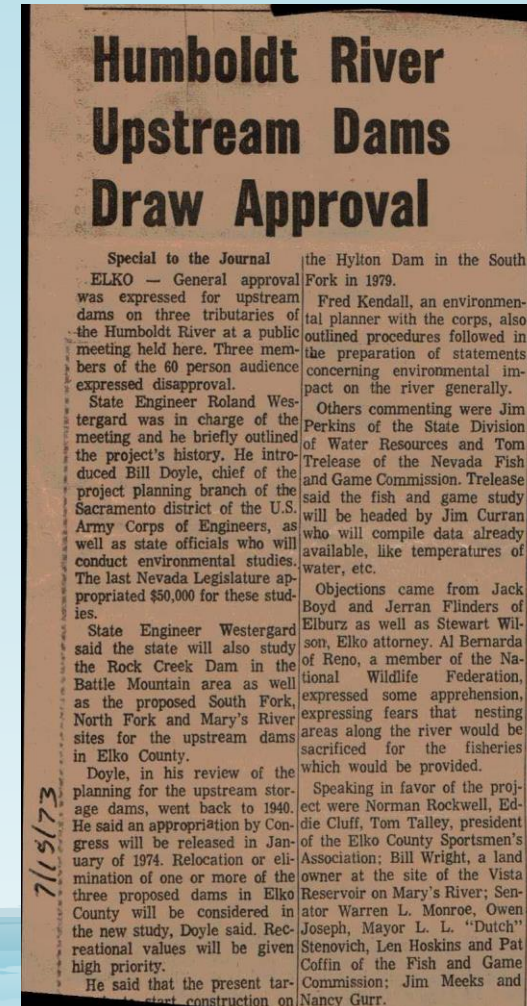 Humboldt River
Upstream Dams
Draw Approval
Special to the Journal
ELKO — General approval
was expressed for upstream
dams on three tributaries of
the Humboldt River at a public
meeting held here. Three mem-
bers of the 60 person audience
expressed disapproval.
State Engineer Roland Wes-
tergard was in charge of the
meeting and he briefly outlined
the project's history. He intro-
duced Bill Doyle, chief of the
project planning branch of the
Sacramento district of the U.S.
Army Corps of Engineers, as
well as state officials who will
conduct environmental studies.
The last Nevada Legislature ap-
propriated $50,000 for these stud-
ies.
State Engineer Westergard
said the state will also study
the Rock Creek Dam in the
Battle Mountain area as well
as the proposed South Fork,
North Fork and Mary's River
sites for the upstream dams
in Elko County.
Doyle, in his review of the
planning for the upstream stor-
age dams, went back to 1940.
He said an appropriation by Con-
gress will be released in Jan-
uary of 1974. Relocation or eli-
mination of one or more of the
three proposed dams in Elko
County will be considered in
the new study, Doyle said. Rec-
reational values will be given
high priority.
He said that the present tar-
start construction on
the Hylton Dam in the South
Fork in 1979.
Fred Kendall, an environmen-
tal planner with the corps, also
outlined procedures followed in
the preparation of statements
concerning environmental im-
pact on the river generally.
Others commenting were Jim
Perkins of the State Division
of Water Resources and Tom
Trelease of the Nevada Fish
and Game Commission. Trelease
said the fish and game study
will be headed by Jim Curran
who will compile data already
available, like temperatures of
water, etc.
Objections came from Jack
Boyd and Jerran Flinders of
Elburz as well as Stewart Wil-
son, Elko attorney. Al Bernarda
of Reno, a member of the Na-
tional Wildlife Federation,
expressed some apprehension,
expressing fears that nesting
areas along the river would be
sacrificed for the fisheries
which would be provided.
Speaking in favor of the proj-
ect were Norman Rockwell, Ed-
die Cluff, Tom Talley, president
of the Elko County Sportsmen's
Association; Bill Wright, a land
owner at the site of the Vista
Reservoir on Mary's River; Sen-
ator Warren L. Monroe, Owen
Joseph, Mayor L. L. "Dutch"
Stenovich, Len Hoskins and Pat
Coffin of the Fish and Game
Commission; Jim Meeks and
Nancy Gurr.
7/15/73